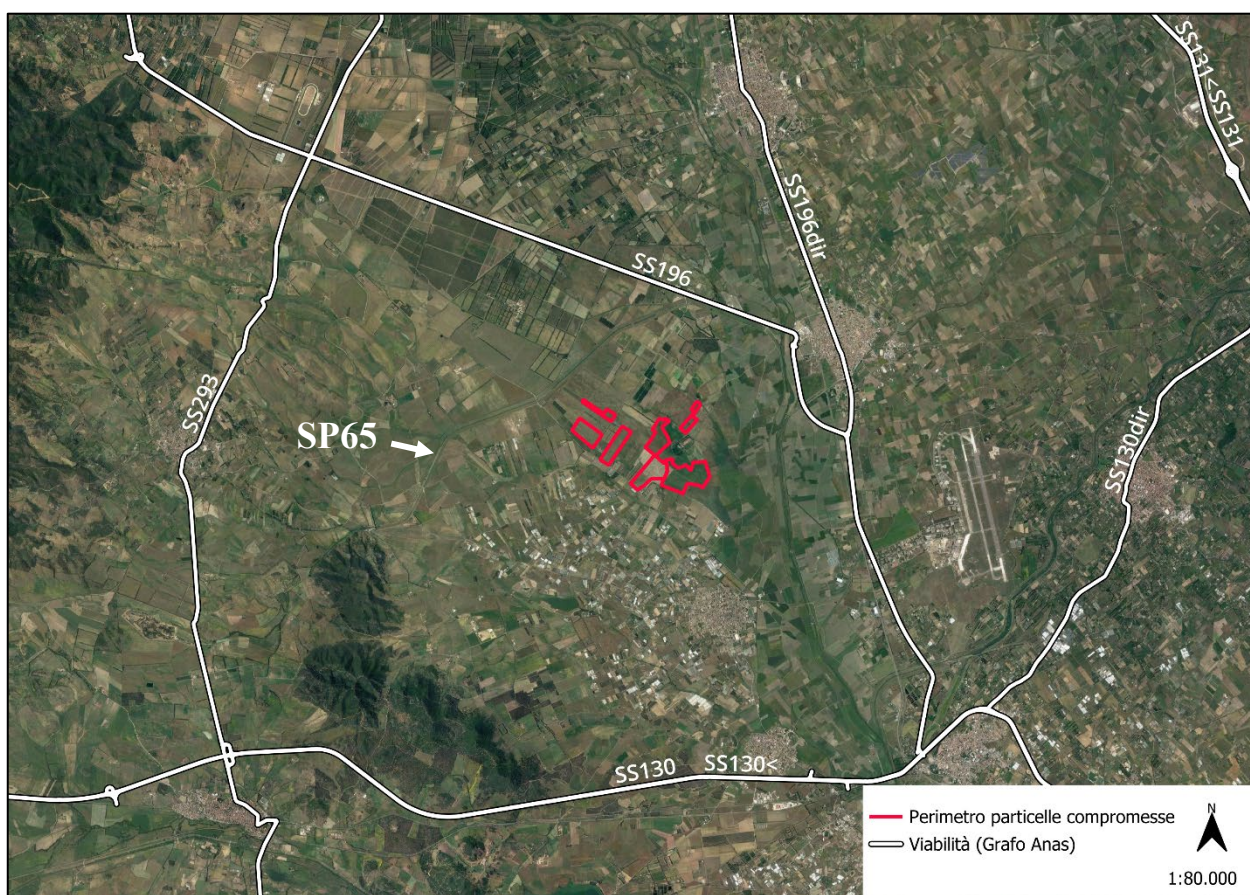 SS131<SS131
SS196dir
SS196
SS293
SP65
SS130dir
SS130
SS130<
Perimetro particelle compromesse
Viabilità (Grafo Anas)
N
1:80.000